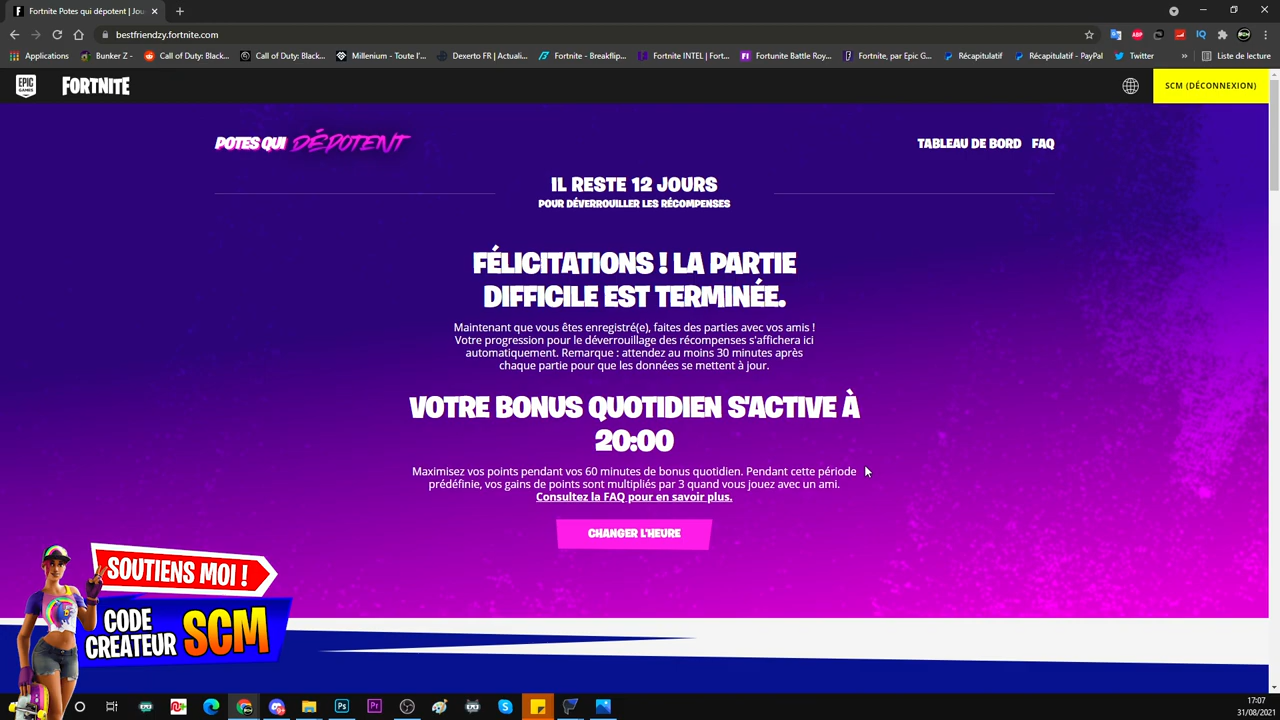 Fortnite Potes qui dépotent | Jou
bestfriendzy.fortnite.com
ABP
Applications
Bunker Z -
Call of Duty: Black...
Call of Duty: Black...
Millenium - Toute l'...
Dexerto FR | Actuali...
Fortnite - Breakflip...
Fortnite INTEL | Fort...
Fortunite Battle Roy...
Fortnite, par Epic G...
Récapitulatif
Récapitulatif - PayPal
Twitter
»
Liste de lecture
EPIC GAMES
FORTNITE
SCM (DÉCONNEXION)
POTES QUI DÉPOTENT
TABLEAU DE BORD FAQ
IL RESTE 12 JOURS
POUR DÉVERROUILLER LES RÉCOMPENSES
FÉLICITATIONS ! LA PARTIE
DIFFICILE EST TERMINÉE.
Maintenant que vous êtes enregistré(e), faites des parties avec vos amis !
Votre progression pour le déverrouillage des récompenses s'affichera ici
automatiquement. Remarque : attendez au moins 30 minutes après
chaque partie pour que les données se mettent à jour.
VOTRE BONUS QUOTIDIEN S'ACTIVE À
20:00
Maximisez vos points pendant vos 60 minutes de bonus quotidien. Pendant cette période
prédéfinie, vos gains de points sont multipliés par 3 quand vous jouez avec un ami.
Consultez la FAQ pour en savoir plus.
CHANGER L'HEURE
SOUTIENS MOI !
CODE
CREATEUR SCM
Ps
Pr
17:07
31/08/2021